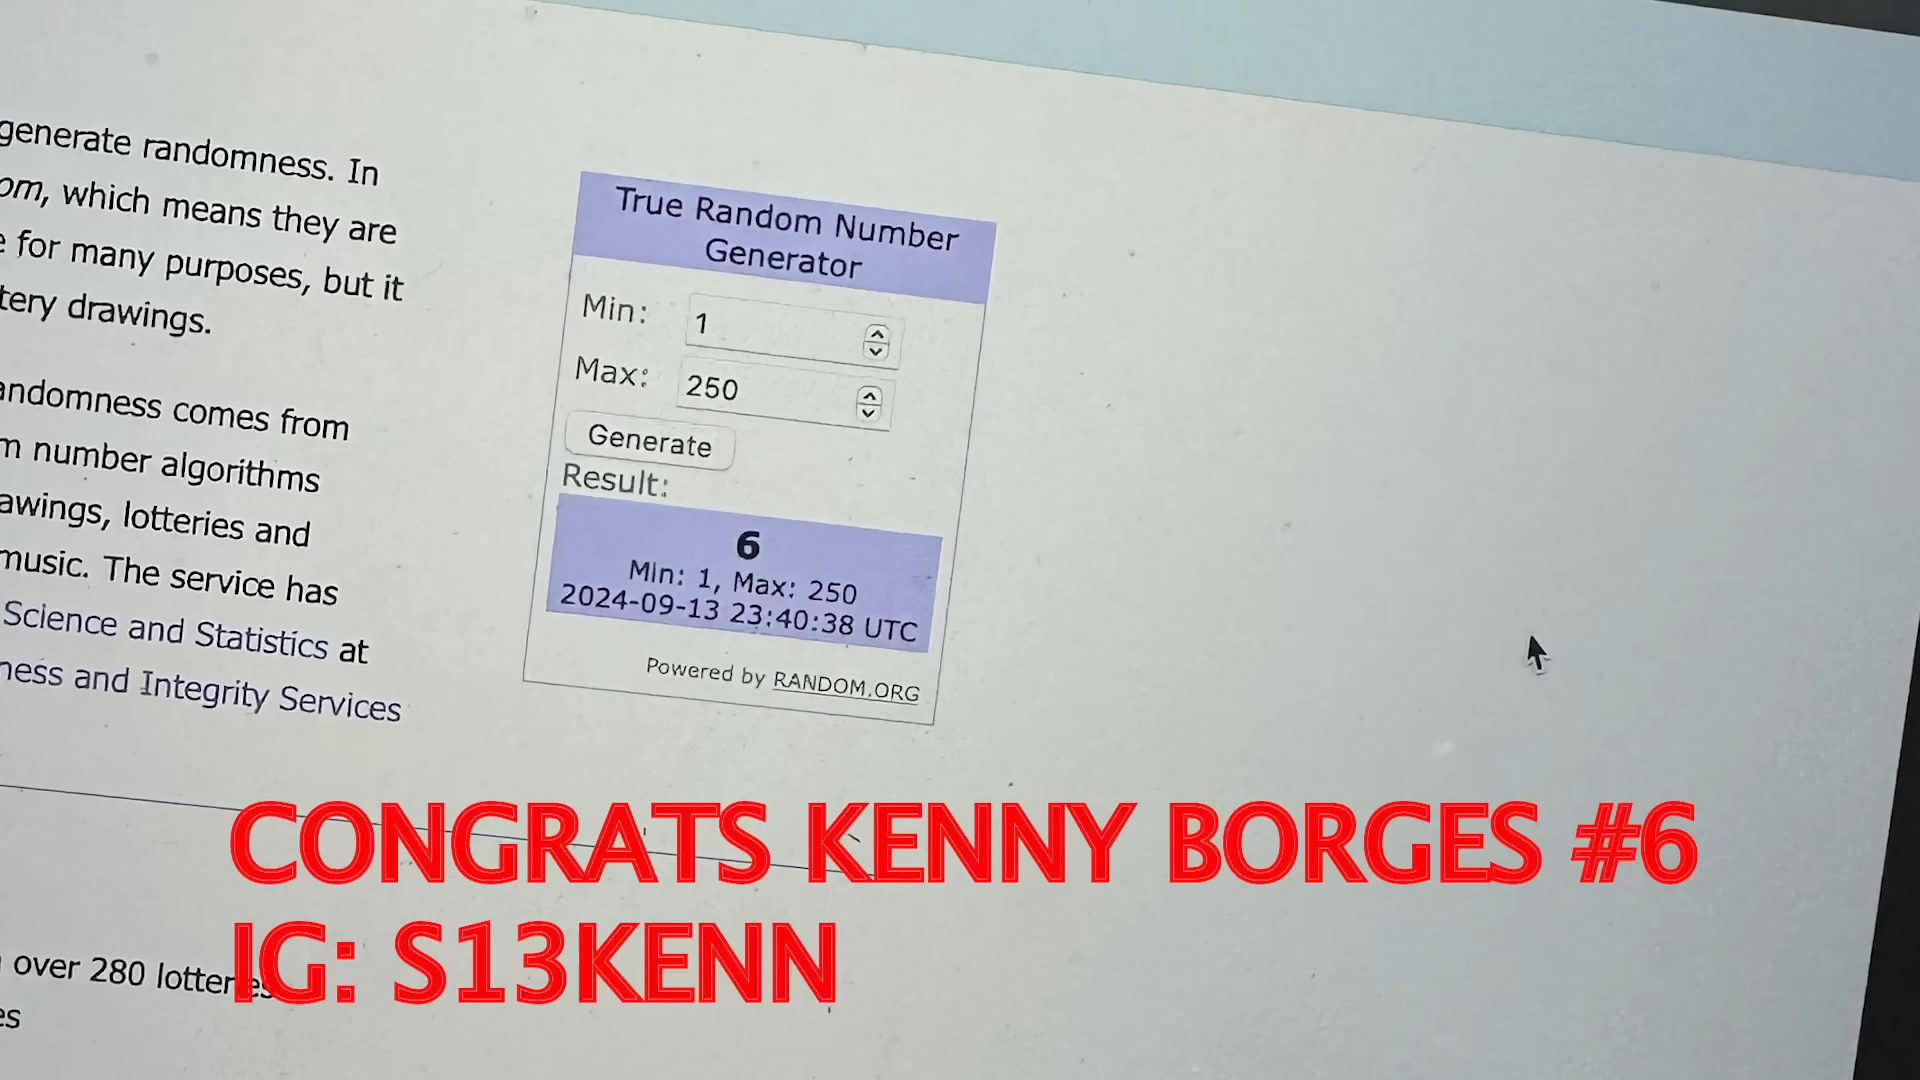 generate randomness. In
om, which means they are
for many purposes, but it
tery drawings.
andomness comes from
m number algorithms
awings, lotteries and
music. The service has
Science and Statistics at
ness and Integrity Services
over 280 lotteries
es
True Random Number
Generator
Min: 1
Max: 250
Generate
Result:
6
Min: 1, Max: 250
2024-09-13 23:40:38 UTC
Powered by RANDOM.ORG
CONGRATS KENNY BORGES #6
IG: S13KENN